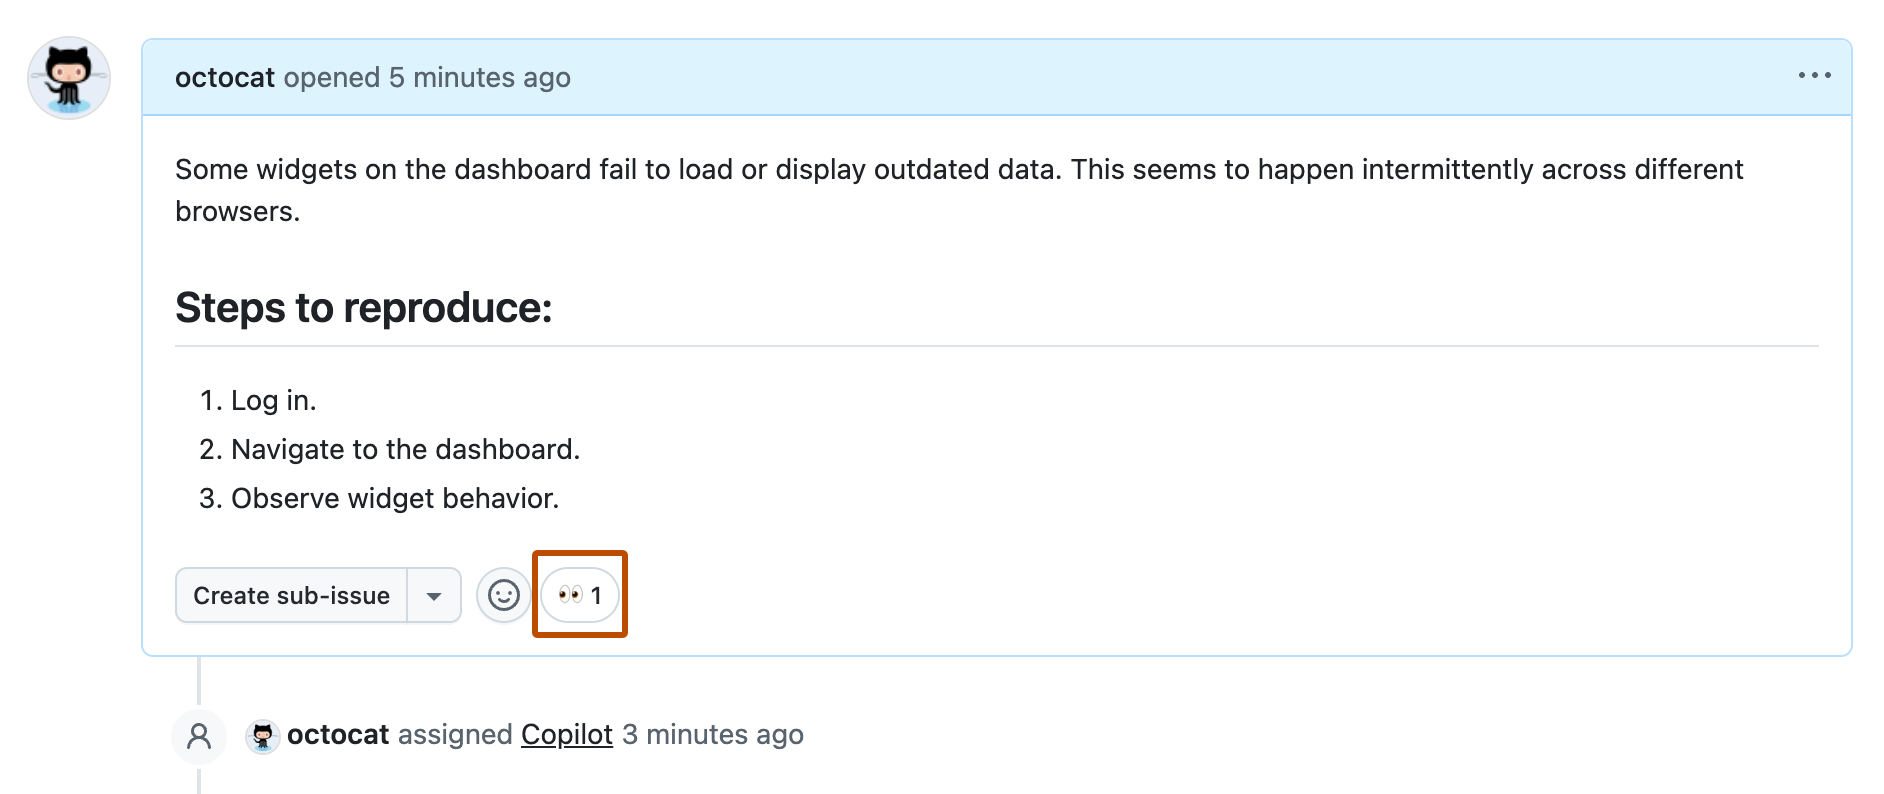 octocat opened 5 minutes ago
Some widgets on the dashboard fail to load or display outdated data. This seems to happen intermittently across different
browsers.
Steps to reproduce:
1. Log in.
2. Navigate to the dashboard.
3. Observe widget behavior.
Create sub-issue 👀 1
octocat assigned Copilot 3 minutes ago